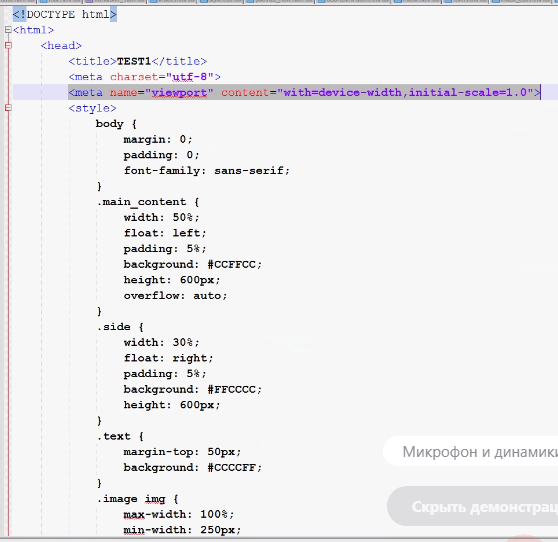 <!DOCTYPE html>
<html>
<head>
<title>TEST1</title>
<meta charset="utf-8">
<meta name="viewport" content="with=device-width,initial-scale=1.0">
<style>
body {
margin: 0;
padding: 0;
font-family: sans-serif;
}
.main_content {
width: 50%;
float: left;
padding: 5%;
background: #CCFFCC;
height: 600px;
overflow: auto;
}
.side {
width: 30%;
float: right;
padding: 5%;
background: #FFCCCC;
height: 600px;
}
.text {
margin-top: 50px;
background: #CCCCFF;
}
Микрофон и динамики
.image img {
max-width: 100%;
Скрыть демонстрац
min-width: 250px;